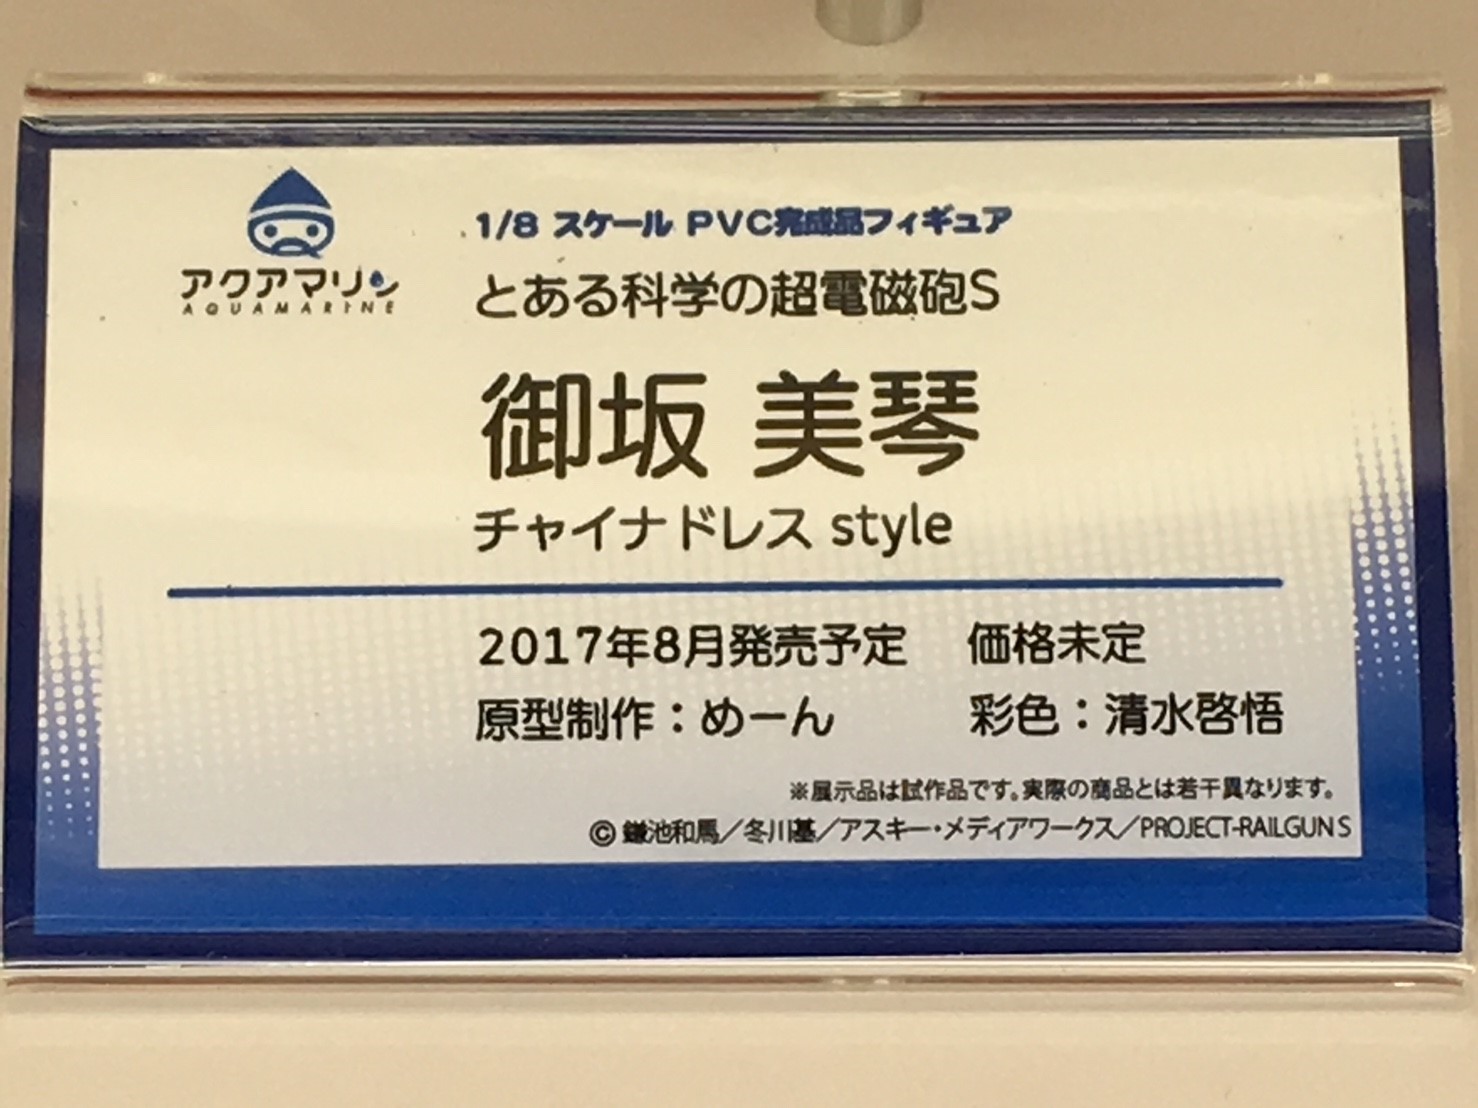 アクアマリン
AQUAMARINE
1/8 スケール PVC完成品フィギュア
とある科学の超電磁砲S
御坂 美琴
チャイナドレス style
2017年8月発売予定 価格未定
原型制作：めーん 彩色：清水啓悟
※展示品は試作品です。実際の商品とは若干異なります。
© 鎌池和馬／冬川基／アスキー・メディアワークス／PROJECT-RAILGUN S